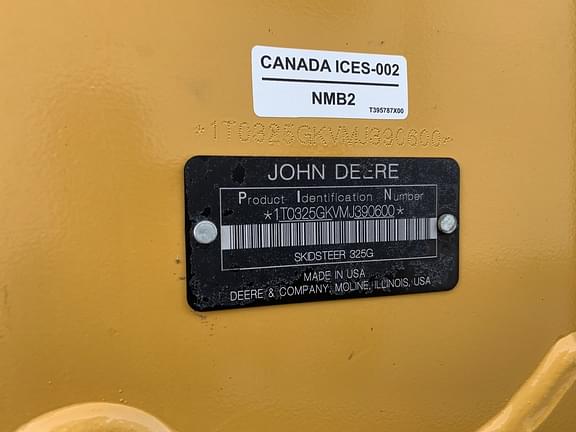 CANADA ICES-002
NMB2
T395787X00
*1T0325GKVMJ390600*
JOHN DEERE
Product Identification Number
*1T0325GKVMJ390600*
SKIDSTEER 325G
MADE IN USA
DEERE & COMPANY, MOLINE, ILLINOIS, USA